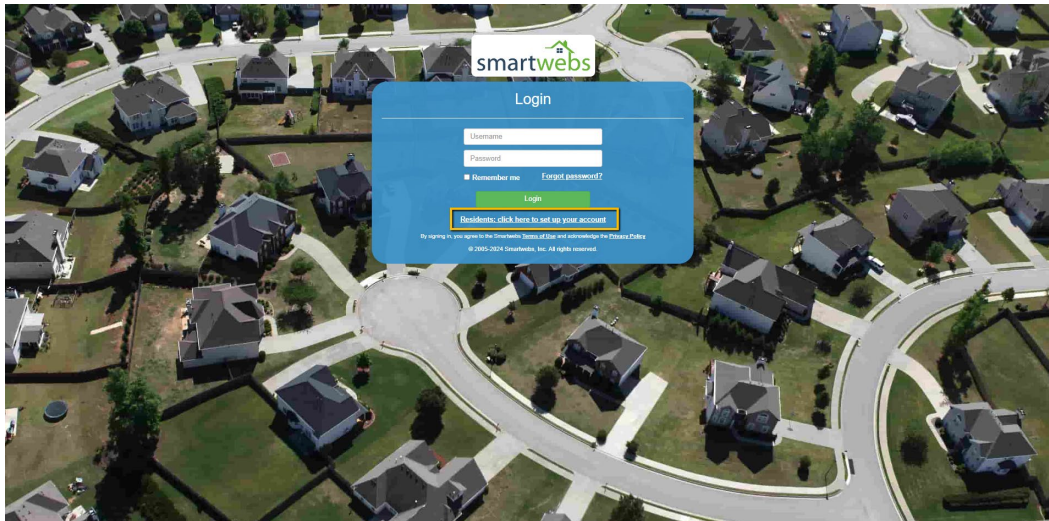 smartwebs
Login
Username
Password
Remember me Forgot password?
Login
Residents: click here to set up your account
By signing in, you agree to the Smartwebs Terms of Use and acknowledge the Privacy Policy
© 2005-2024 Smartwebs, Inc. All rights reserved.